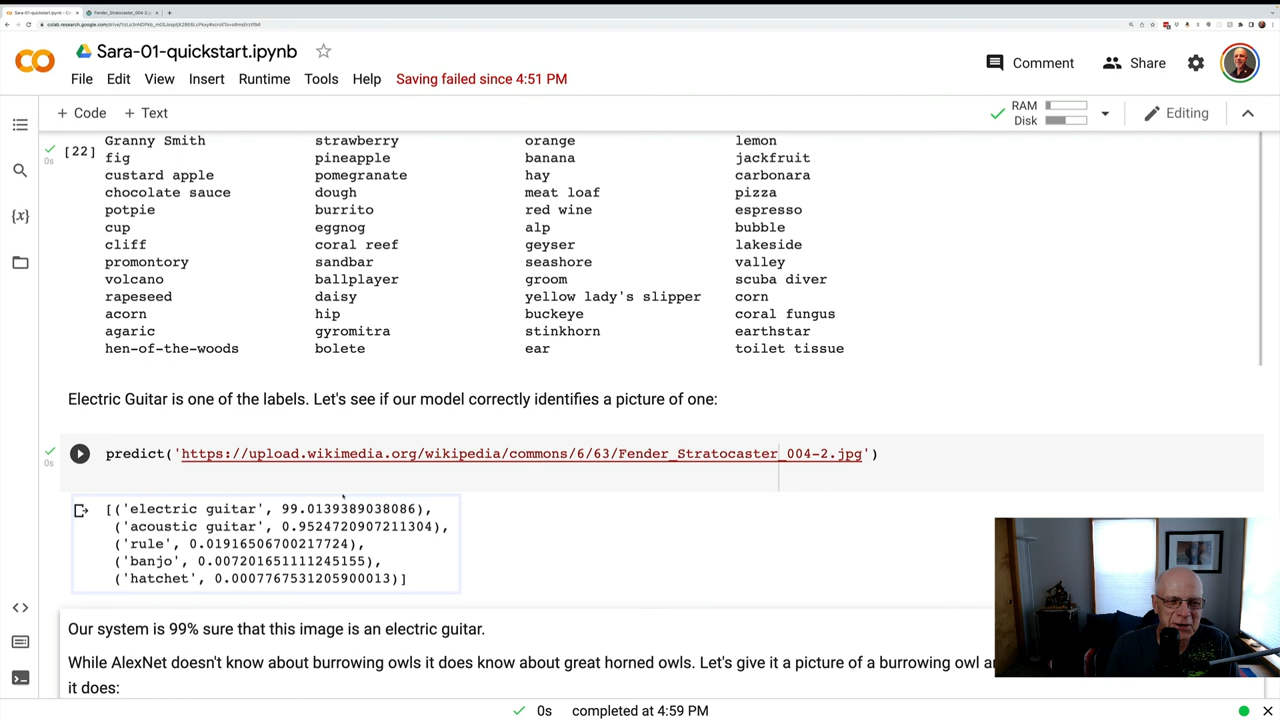 Sara-01-quickstart.ipynb - C
Fender_Stratocaster_004-2.j
Sara-01-quickstart.ipynb
File Edit View Insert Runtime Tools Help Saving failed since 4:51 PM
Comment Share
+ Code + Text
RAM
Disk
Editing
[22]
0s
Granny Smith strawberry orange lemon
fig pineapple banana jackfruit
custard apple pomegranate hay carbonara
chocolate sauce dough meat loaf pizza
potpie burrito red wine espresso
cup eggnog alp bubble
cliff coral reef geyser lakeside
promontory sandbar seashore valley
volcano ballplayer groom scuba diver
rapeseed daisy yellow lady's slipper corn
acorn hip buckeye coral fungus
agaric gyromitra stinkhorn earthstar
hen-of-the-woods bolete ear toilet tissue
{x}
Electric Guitar is one of the labels. Let's see if our model correctly identifies a picture of one:
0s
predict('https://upload.wikimedia.org/wikipedia/commons/6/63/Fender_Stratocaster_004-2.jpg')
[('electric guitar', 99.0139389038086),
('acoustic guitar', 0.9524720907211304),
('rule', 0.01916506700217724),
('banjo', 0.007201651111245155),
('hatchet', 0.0007767531205900013)]
Our system is 99% sure that this image is an electric guitar.
While AlexNet doesn't know about burrowing owls it does know about great horned owls. Let's give it a picture of a burrowing owl
it does:
0s completed at 4:59 PM